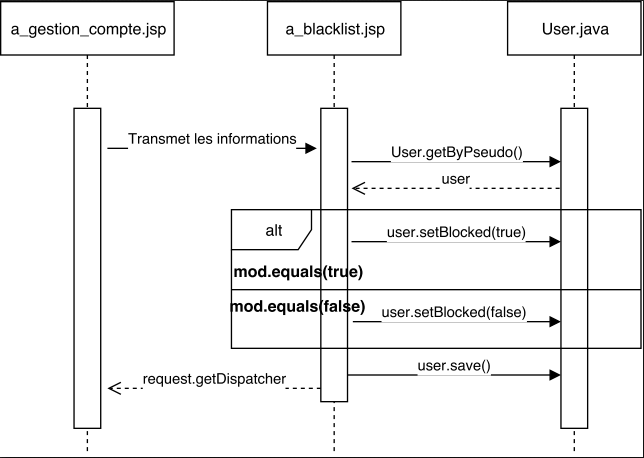 a_gestion_compte.jsp
a_blacklist.jsp
User.java
Transmet les informations
User.getByPseudo()
user
alt
user.setBlocked(true)
mod.equals(true)
mod.equals(false)
user.setBlocked(false)
user.save()
request.getDispatcher